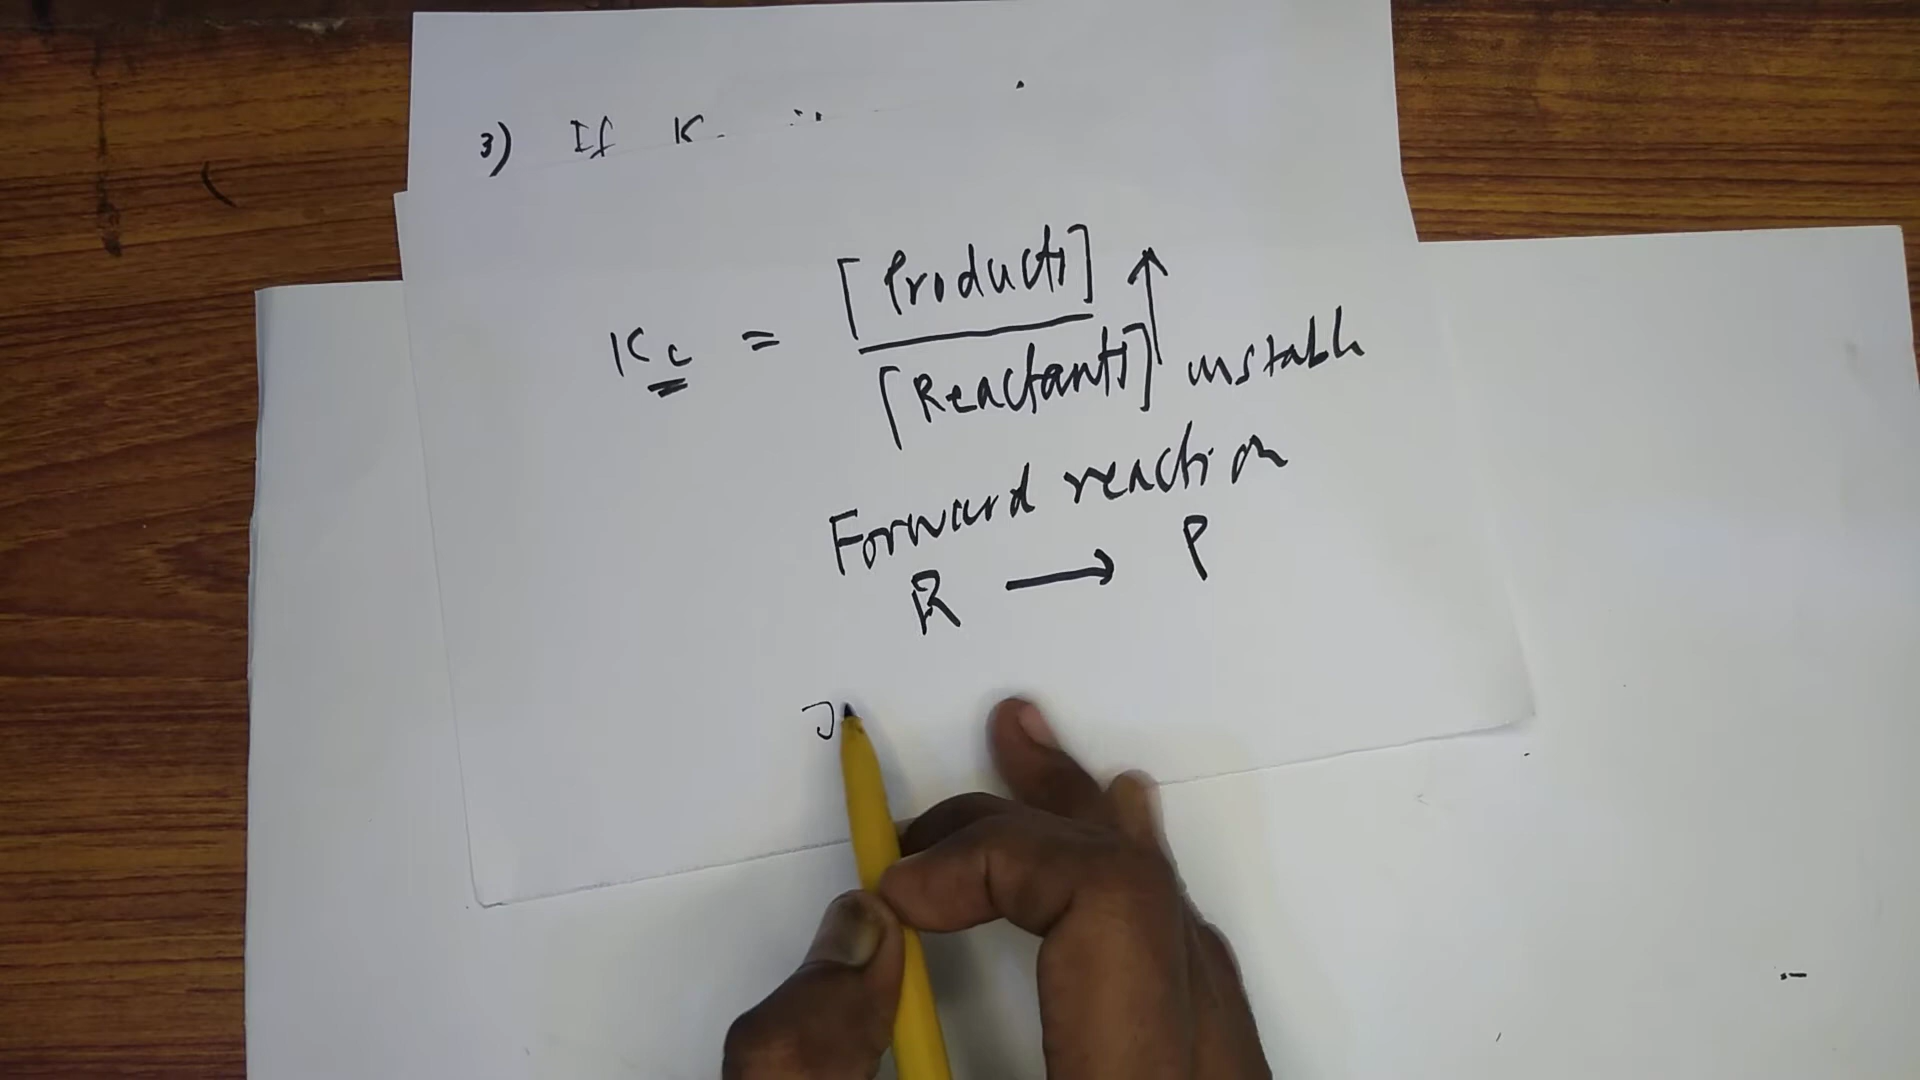 3) If K
Kc = [Products] ↑
[Reactants] unstable
Forward reaction
R → P